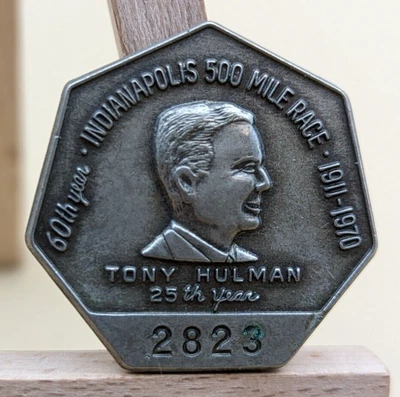 60th year · INDIANAPOLIS 500 MILE RACE · 1911-1970
TONY HULMAN
25th Year
2823